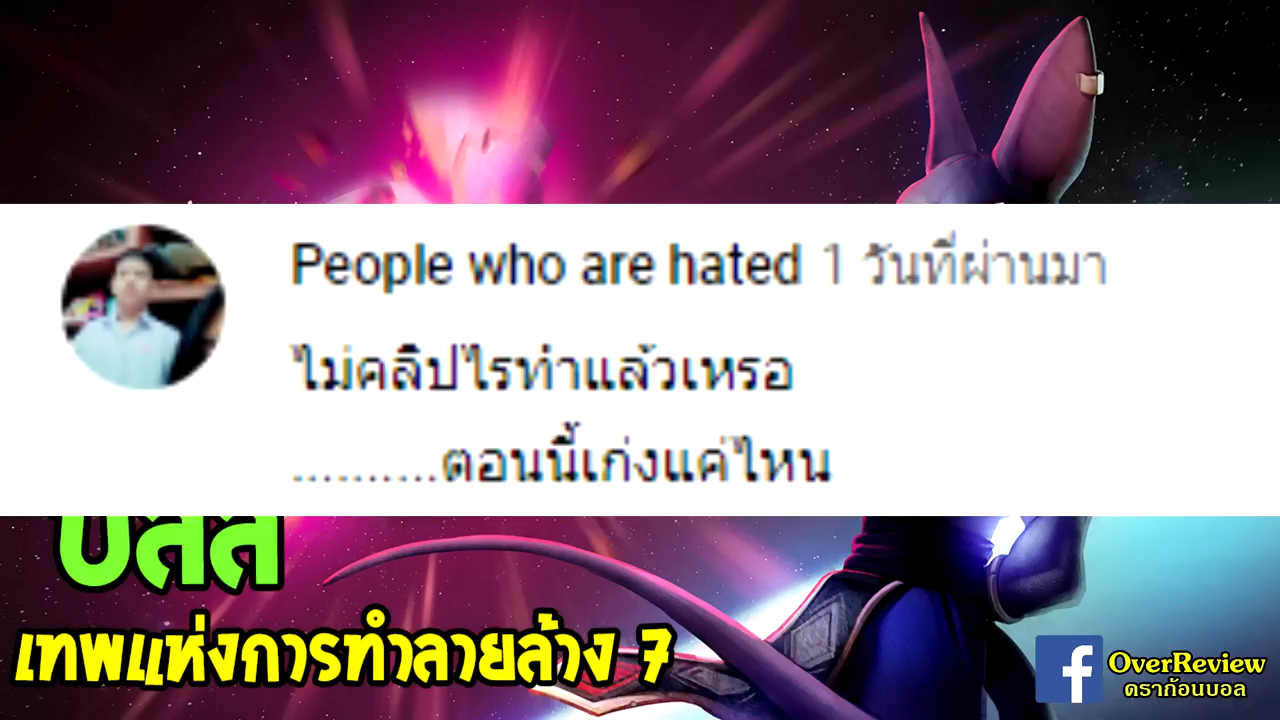 People who are hated 1 วันที่ผ่านมา
ไม่คลิปไรทำแล้วเหรอ
..........ตอนนี้เก่งแค่ไหน
บิลส์
เทพแห่งการทำลายล้าง 7
f OverReview
ดราก้อนบอล